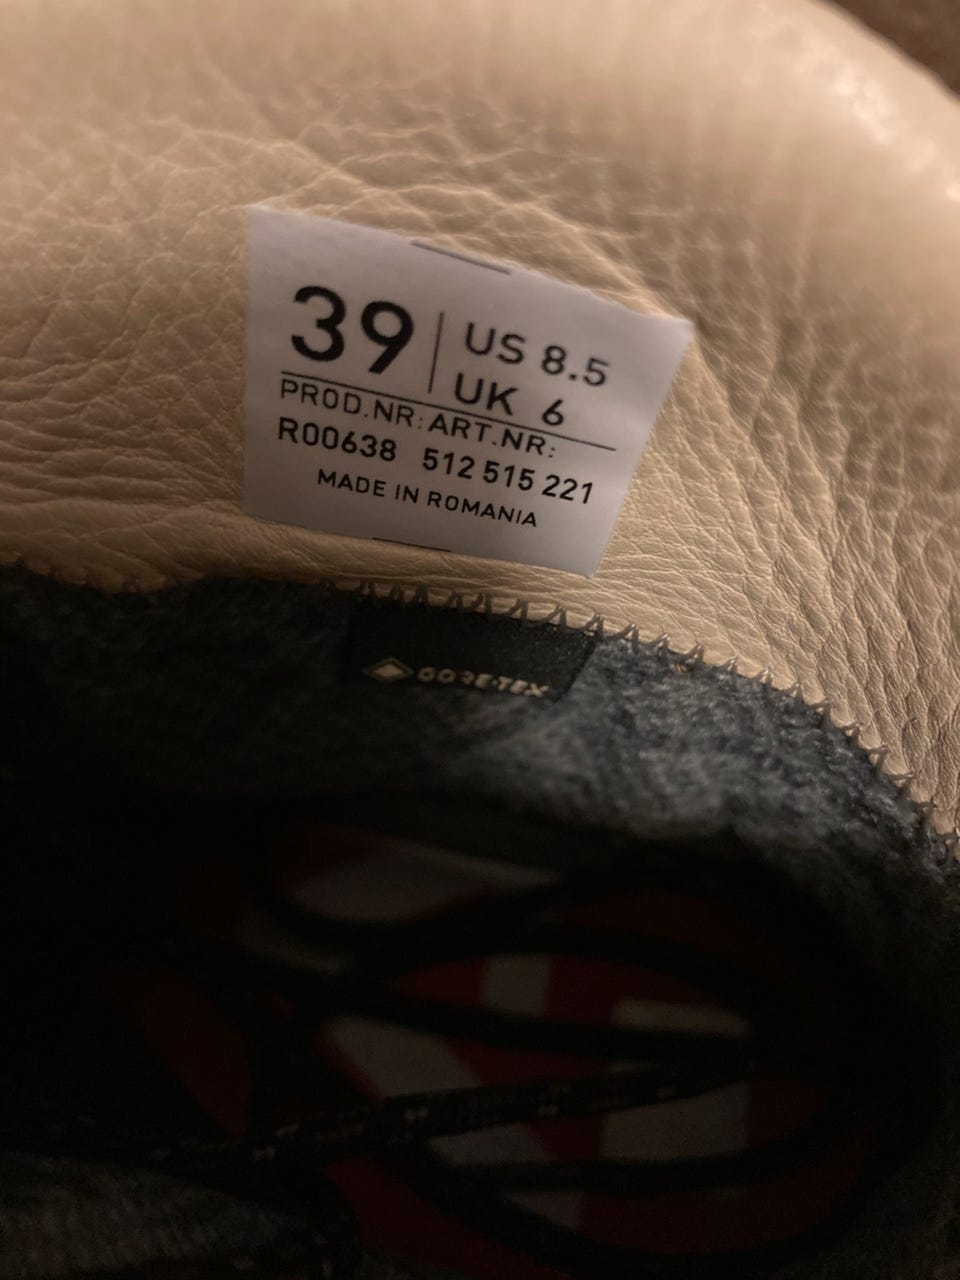 39 US 8.5
UK 6
PROD.NR: ART.NR:
R00638 512 515 221
MADE IN ROMANIA
GORE-TEX